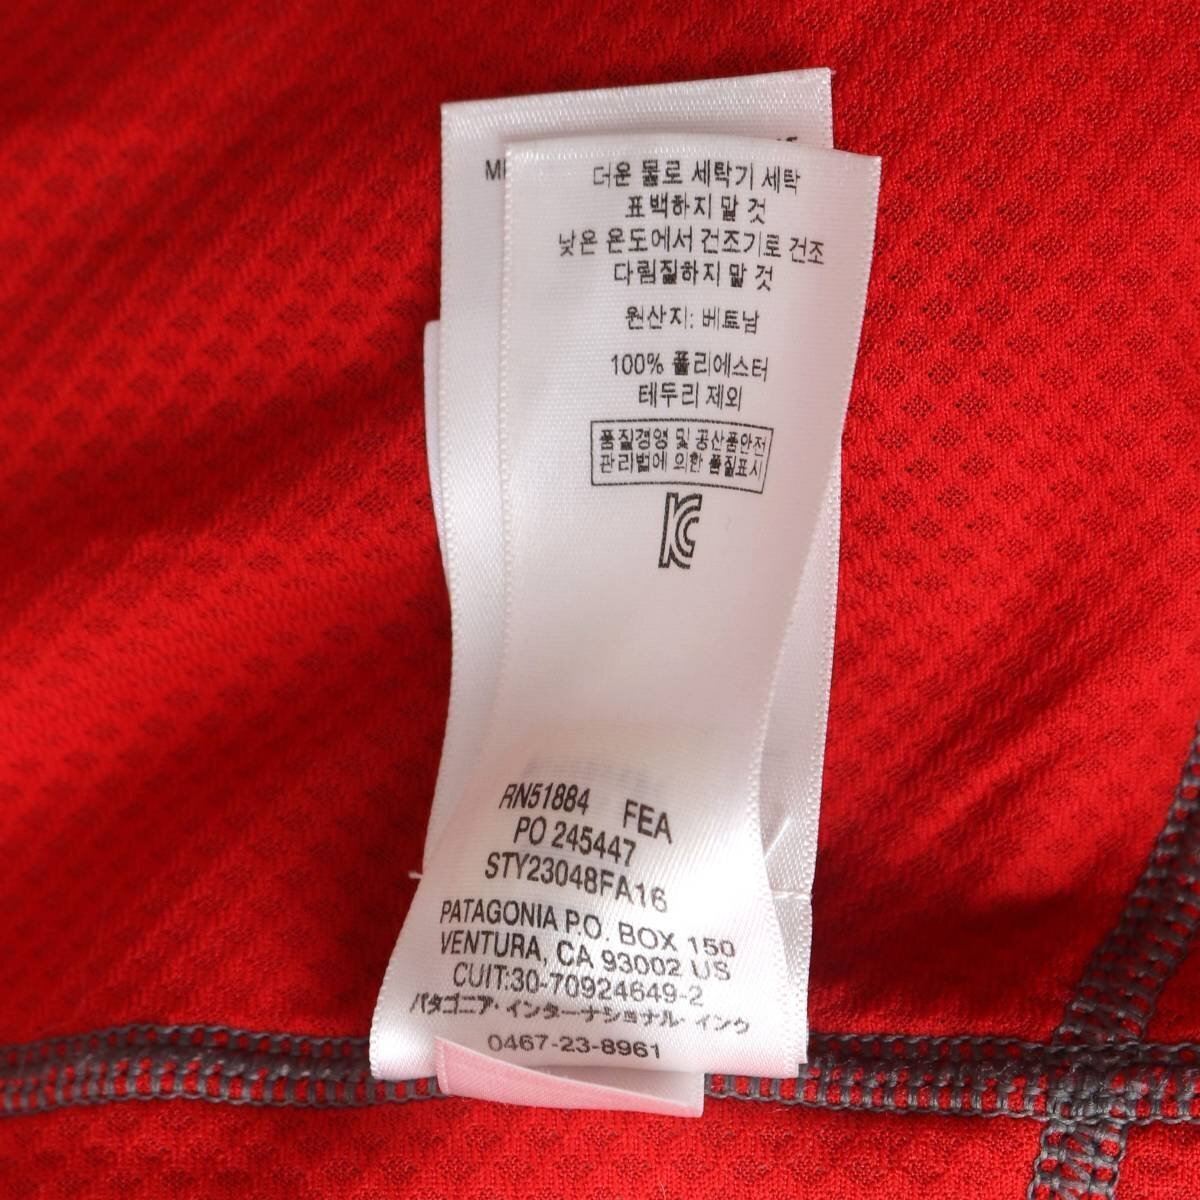 더운 물로 세탁기 세탁
표백하지 말 것
낮은 온도에서 건조기로 건조
다림질하지 말 것
원산지: 베트남
100% 폴리에스터
테두리 제외
품질경영 및 공산품안전
관리법에 의한 품질표시
KC
RN51884 FEA
PO 245447
STY23048FA16
PATAGONIA P.O. BOX 150
VENTURA, CA 93002 US
CUIT:30-70924649-2
パタゴニア・インターナショナル・インク
0467-23-8961